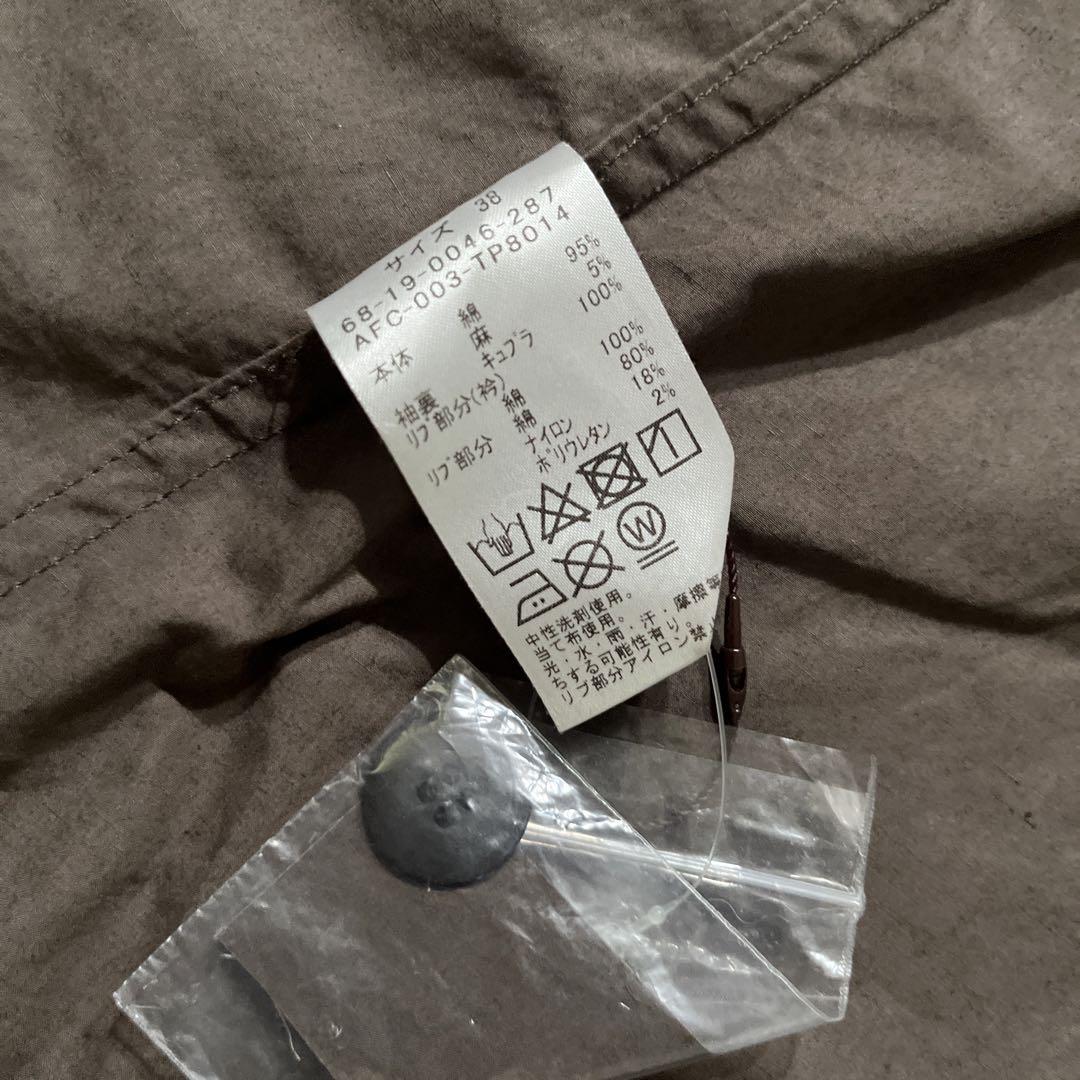 サイズ 38
68-19-0046-287
AFC-003-TP8014
本体 綿 95%
麻 5%
袖裏 キュプラ 100%
リブ部分(衿) 綿 100%
リブ部分 綿 80%
ナイロン 18%
ポリウレタン 2%
W
中性洗剤使用。
当て布使用。
光・水・雨・汗・摩擦等
ちする可能性有り。
リブ部分アイロン禁